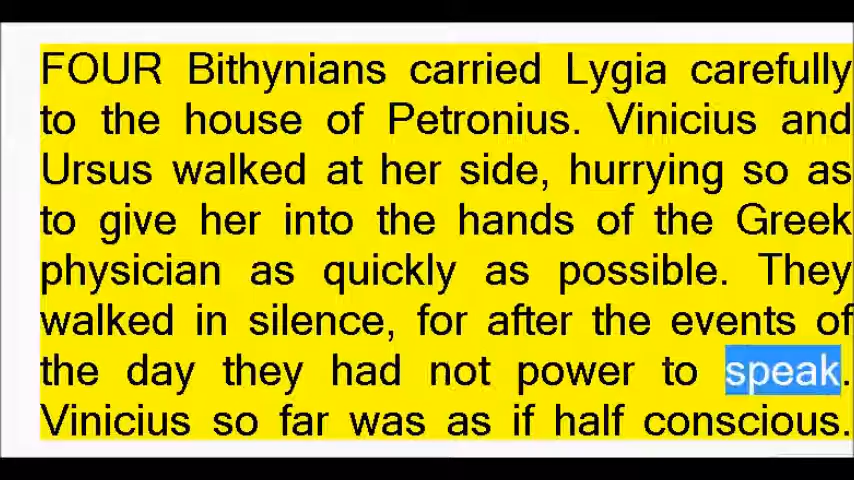 FOUR Bithynians carried Lygia carefully
to the house of Petronius. Vinicius and
Ursus walked at her side, hurrying so as
to give her into the hands of the Greek
physician as quickly as possible. They
walked in silence, for after the events of
the day they had not power to speak.
Vinicius so far was as if half conscious.